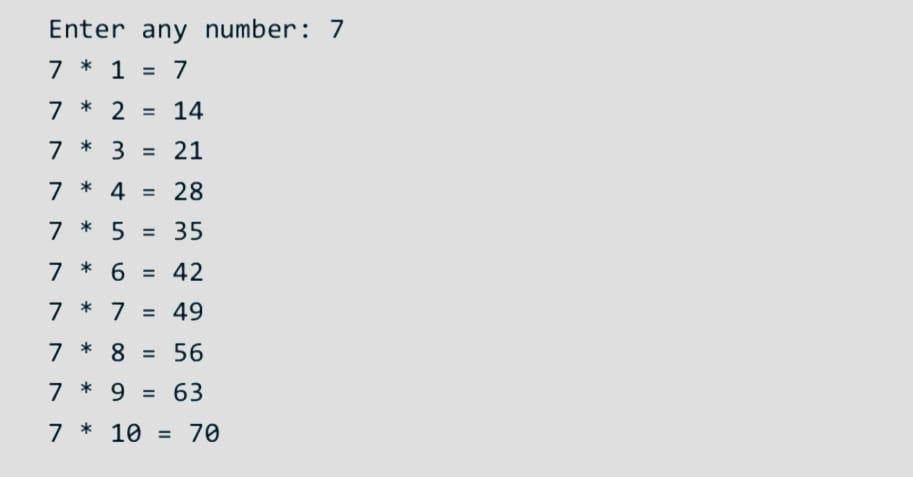 Enter any number: 7
7 * 1 = 7
7 * 2 = 14
7 * 3 = 21
7 * 4 = 28
7 * 5 = 35
7 * 6 = 42
7 * 7 = 49
7 * 8 = 56
7 * 9 = 63
7 * 10 = 70